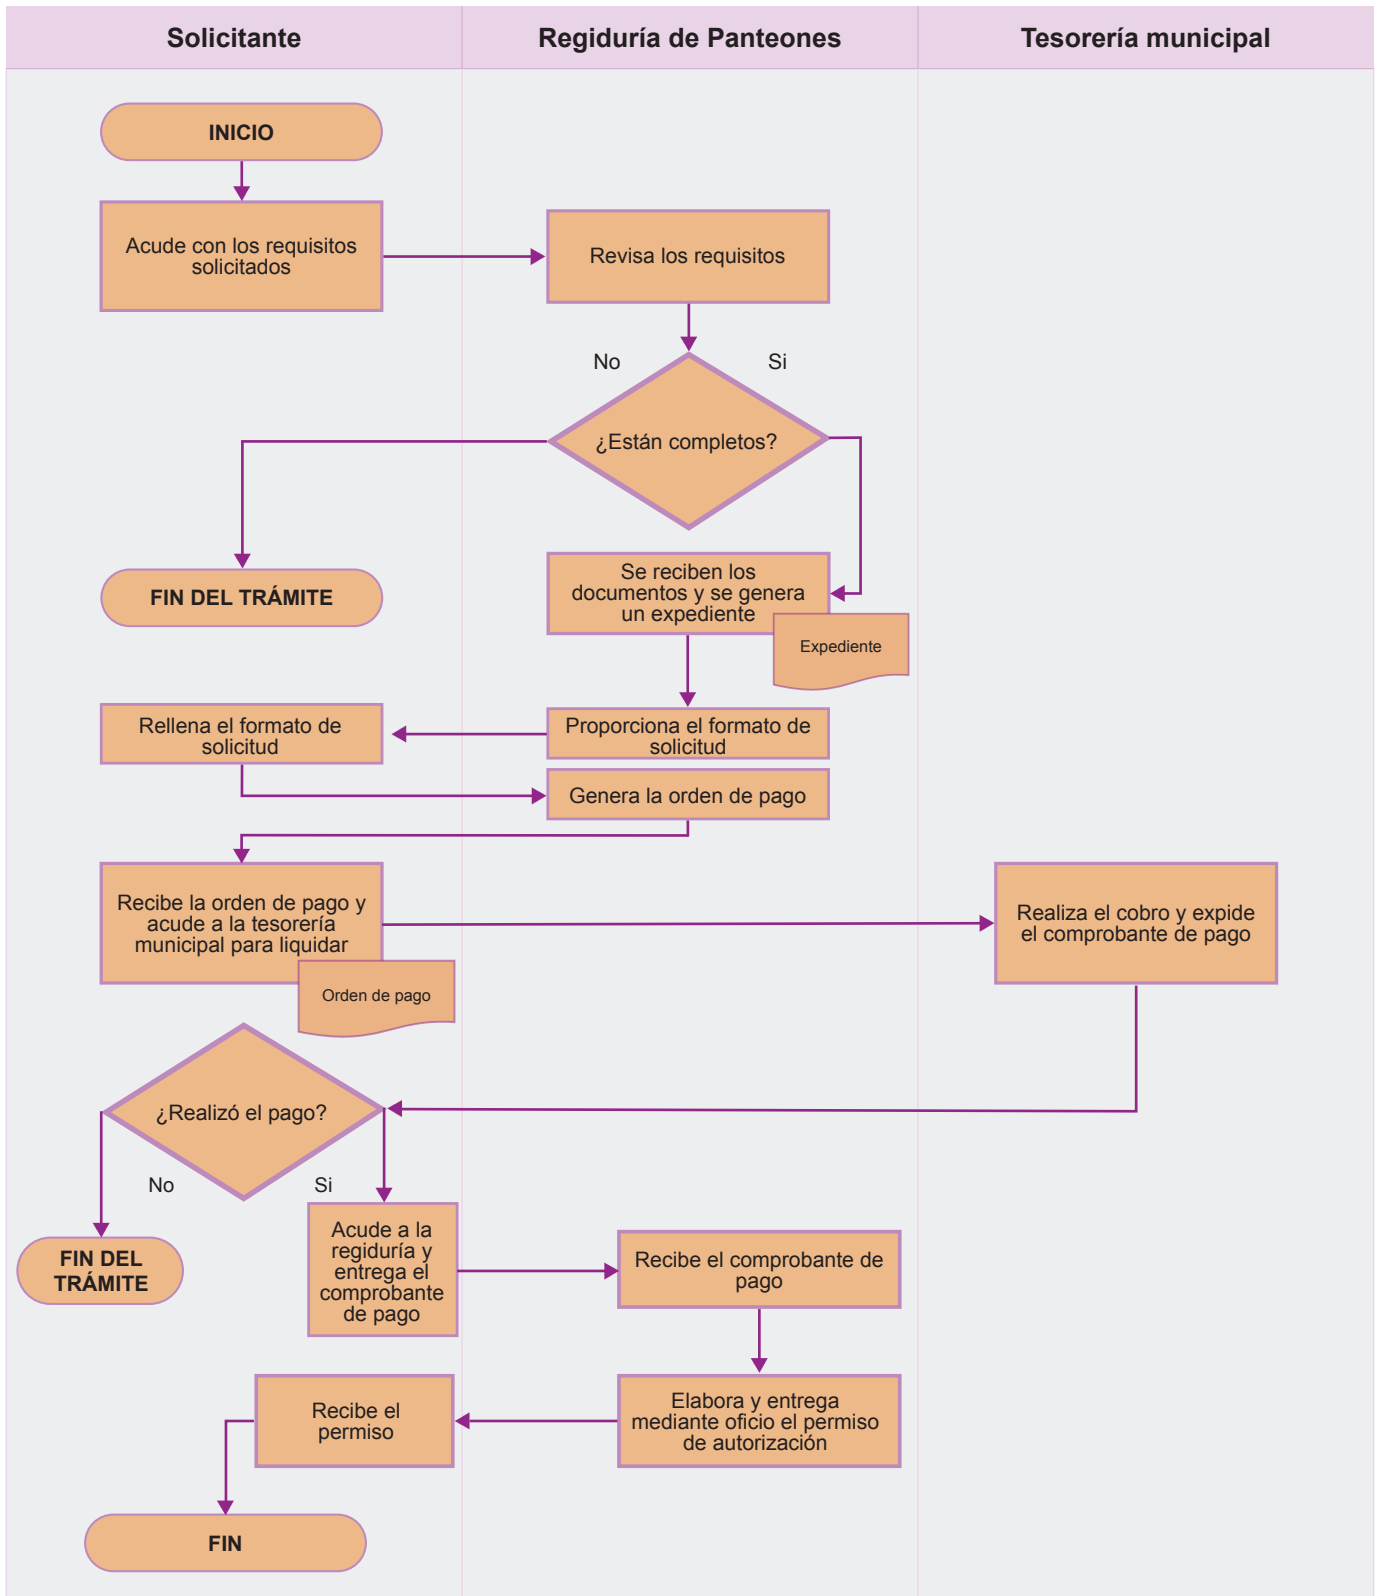 Solicitante
Regiduría de Panteones
Tesorería municipal
INICIO
Acude con los requisitos
solicitados
Revisa los requisitos
No
Si
¿Están completos?
FIN DEL TRÁMITE
Se reciben los
documentos y se genera
un expediente
Expediente
Rellena el formato de
solicitud
Proporciona el formato de
solicitud
Genera la orden de pago
Recibe la orden de pago y
acude a la tesorería
municipal para liquidar
Orden de pago
Realiza el cobro y expide
el comprobante de pago
¿Realizó el pago?
No
Si
FIN DEL
TRÁMITE
Acude a la
regiduría y
entrega el
comprobante
de pago
Recibe el comprobante de
pago
Recibe el
permiso
Elabora y entrega
mediante oficio el permiso
de autorización
FIN